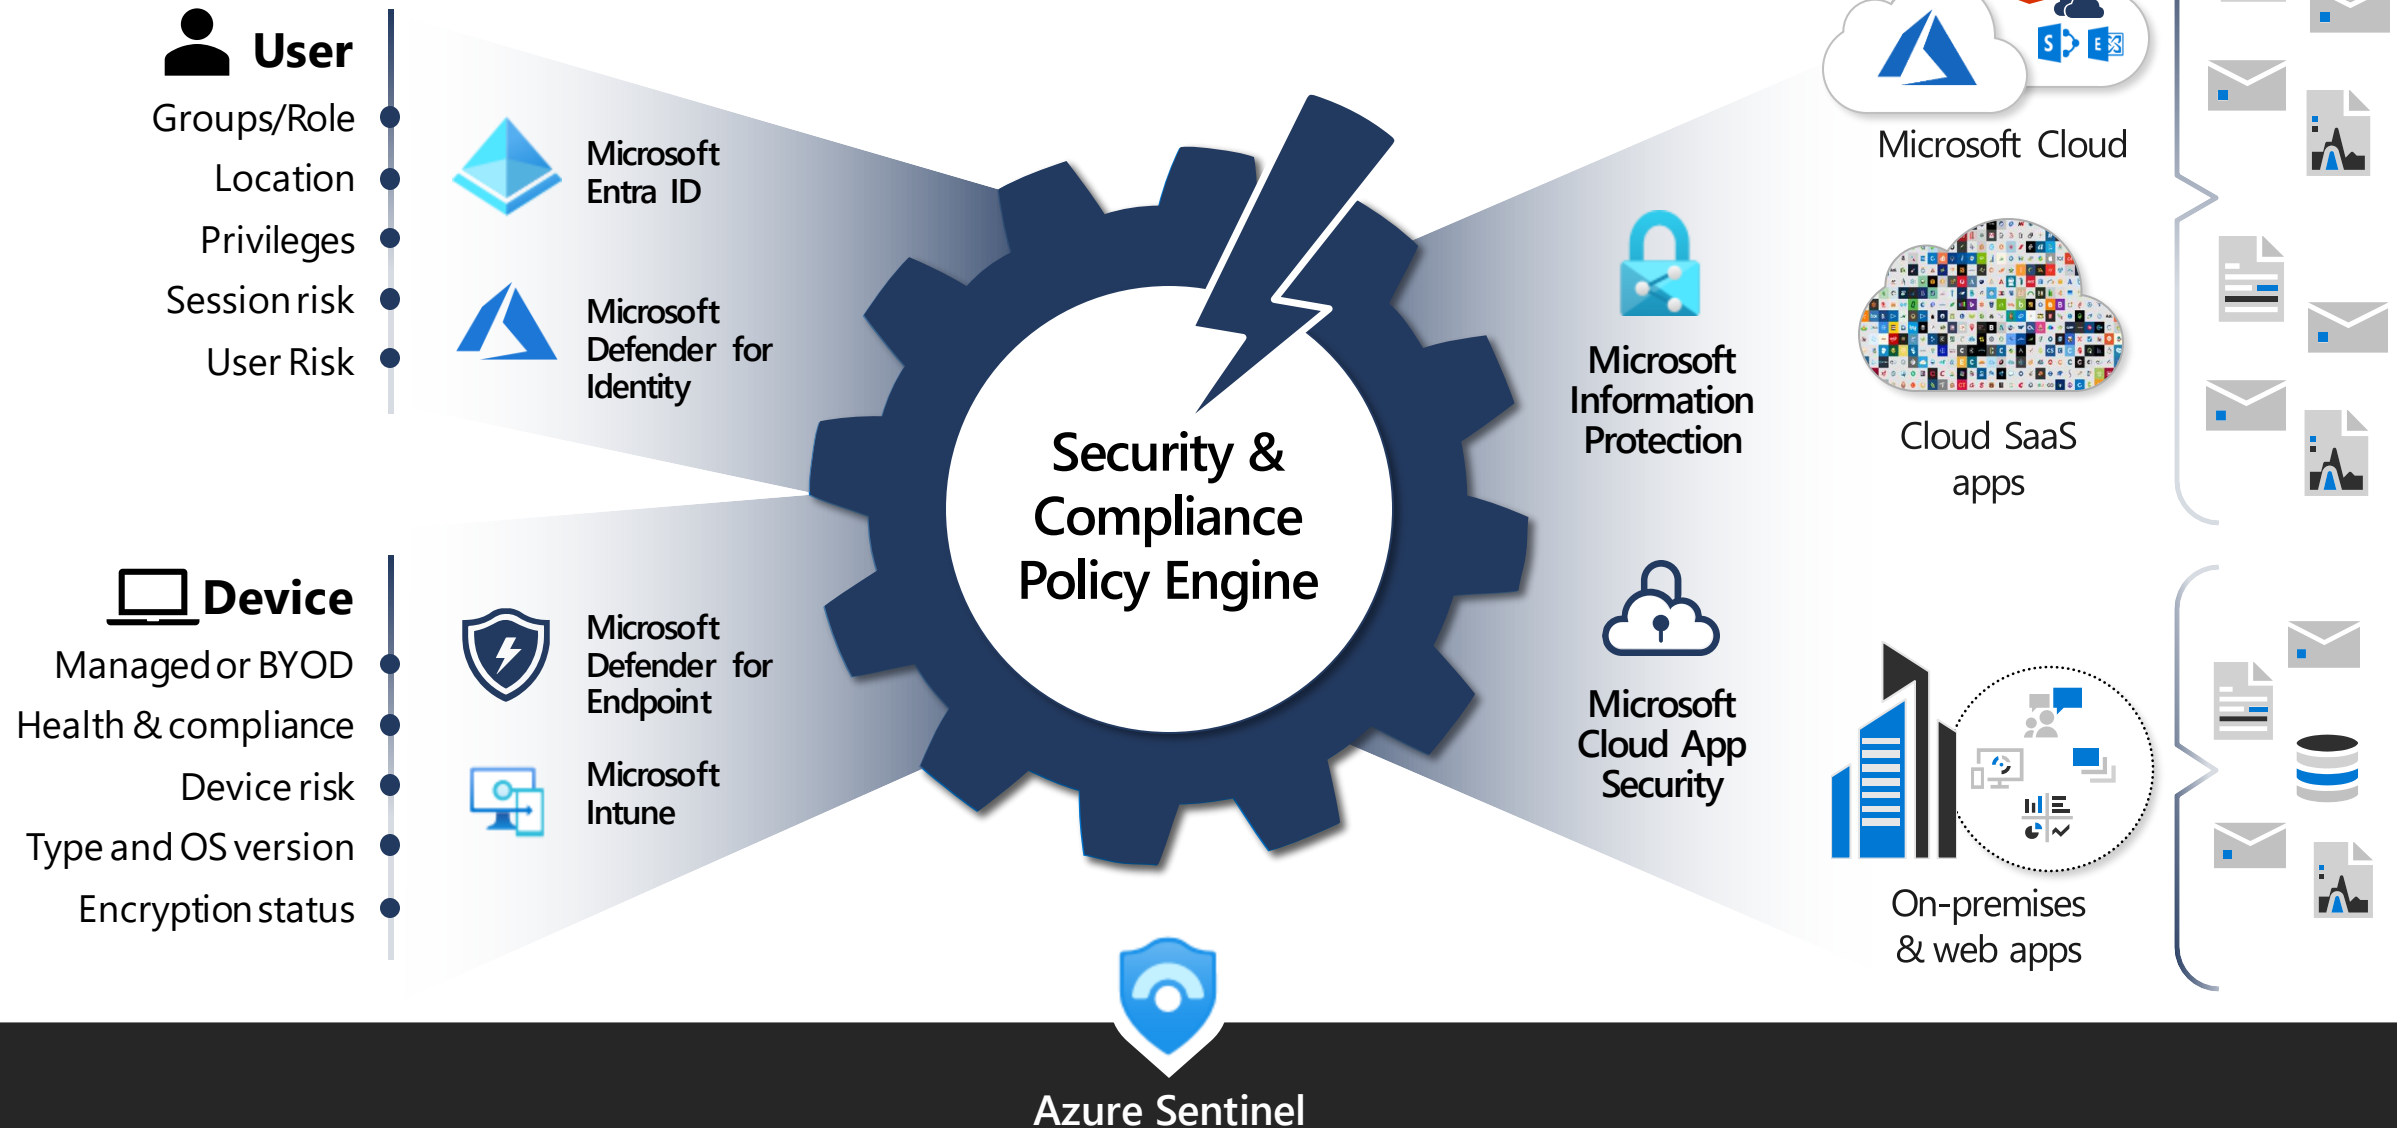 User
Groups/Role
Location
Privileges
Session risk
User Risk
Microsoft
Entra ID
Microsoft
Defender for
Identity
Device
Managed or BYOD
Health & compliance
Device risk
Type and OS version
Encryption status
Microsoft
Defender for
Endpoint
Microsoft
Intune
Security &
Compliance
Policy Engine
Microsoft
Information
Protection
Microsoft
Cloud App
Security
S
E
Microsoft Cloud
Cloud SaaS
apps
On-premises
& web apps
Azure Sentinel